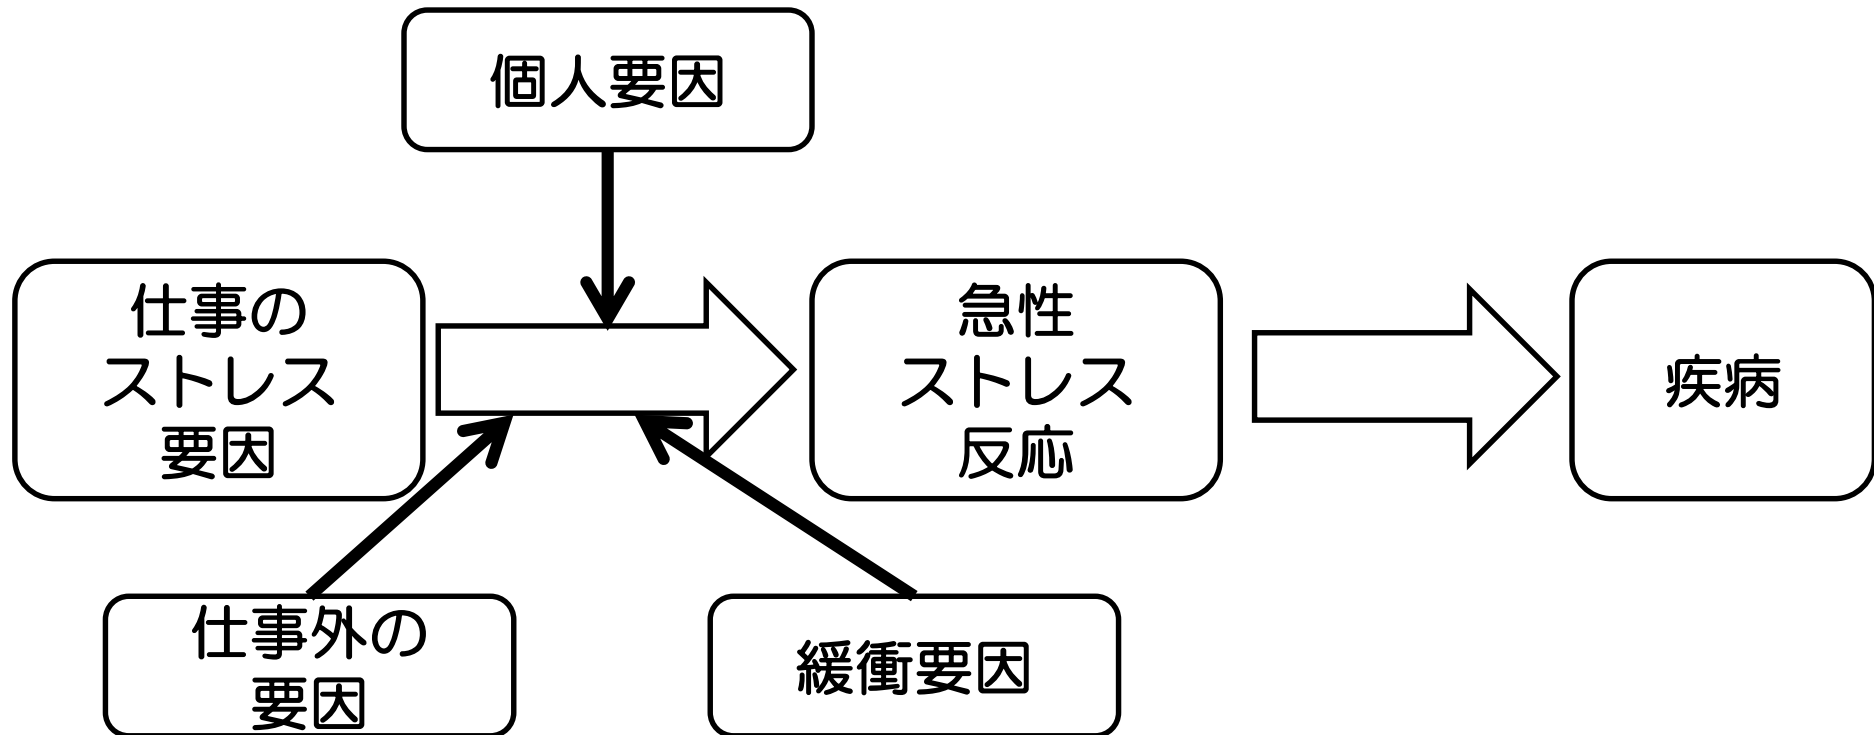 個人要因
仕事の
ストレス
要因
急性
ストレス
反応
疾病
仕事外の
要因
緩衝要因